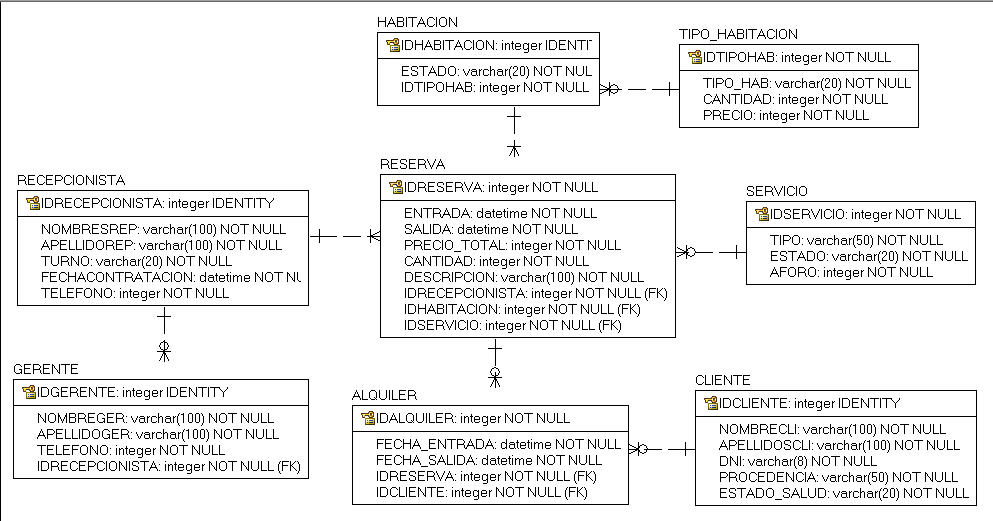 HABITACION
IDHABITACION: integer IDENTIT
ESTADO: varchar(20) NOT NUL
IDTIPOHAB: integer NOT NULL
TIPO_HABITACION
IDTIPOHAB: integer NOT NULL
TIPO_HAB: varchar(20) NOT NULL
CANTIDAD: integer NOT NULL
PRECIO: integer NOT NULL
RECEPCIONISTA
IDRECEPCIONISTA: integer IDENTITY
NOMBRESREP: varchar(100) NOT NULL
APELLIDOREP: varchar(100) NOT NULL
TURNO: varchar(20) NOT NULL
FECHACONTRATACION: datetime NOT NU
TELEFONO: integer NOT NULL
RESERVA
IDRESERVA: integer NOT NULL
ENTRADA: datetime NOT NULL
SALIDA: datetime NOT NULL
PRECIO_TOTAL: integer NOT NULL
CANTIDAD: integer NOT NULL
DESCRIPCION: varchar(100) NOT NULL
IDRECEPCIONISTA: integer NOT NULL (FK)
IDHABITACION: integer NOT NULL (FK)
IDSERVICIO: integer NOT NULL (FK)
SERVICIO
IDSERVICIO: integer NOT NULL
TIPO: varchar(50) NOT NULL
ESTADO: varchar(20) NOT NULL
AFORO: integer NOT NULL
GERENTE
IDGERENTE: integer IDENTITY
NOMBREGER: varchar(100) NOT NULL
APELLIDOGER: varchar(100) NOT NULL
TELEFONO: integer NOT NULL
IDRECEPCIONISTA: integer NOT NULL (FK)
ALQUILER
IDALQUILER: integer NOT NULL
FECHA_ENTRADA: datetime NOT NULL
FECHA_SALIDA: datetime NOT NULL
IDRESERVA: integer NOT NULL (FK)
IDCLIENTE: integer NOT NULL (FK)
CLIENTE
IDCLIENTE: integer IDENTITY
NOMBRECLI: varchar(100) NOT NULL
APELLIDOSCLI: varchar(100) NOT NULL
DNI: varchar(8) NOT NULL
PROCEDENCIA: varchar(50) NOT NULL
ESTADO_SALUD: varchar(20) NOT NULL